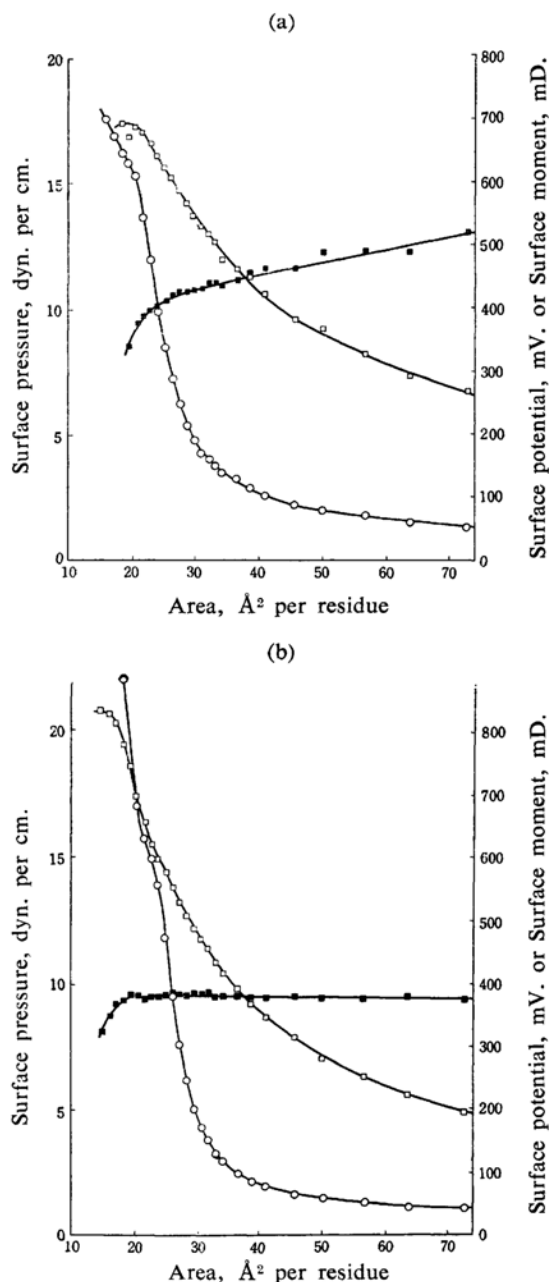 (a)
20
15
10
5
0
800
700
600
500
400
300
200
100
0
10 20 30 40 50 60 70
Surface pressure, dyn. per cm.
Surface potential, mV. or Surface moment, mD.
Area, Å² per residue
(b)
20
15
10
5
0
800
700
600
500
400
300
200
100
0
10 20 30 40 50 60 70
Surface pressure, dyn. per cm.
Surface potential, mV. or Surface moment, mD.
Area, Å² per residue